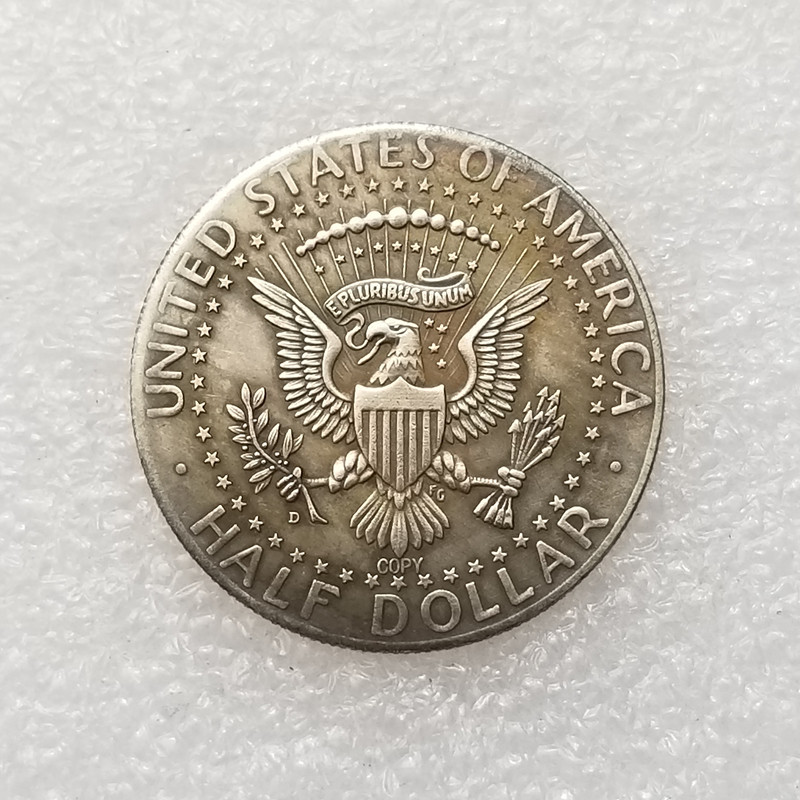 UNITED STATES OF AMERICA
E PLURIBUS UNUM
D
FG
COPY
HALF DOLLAR